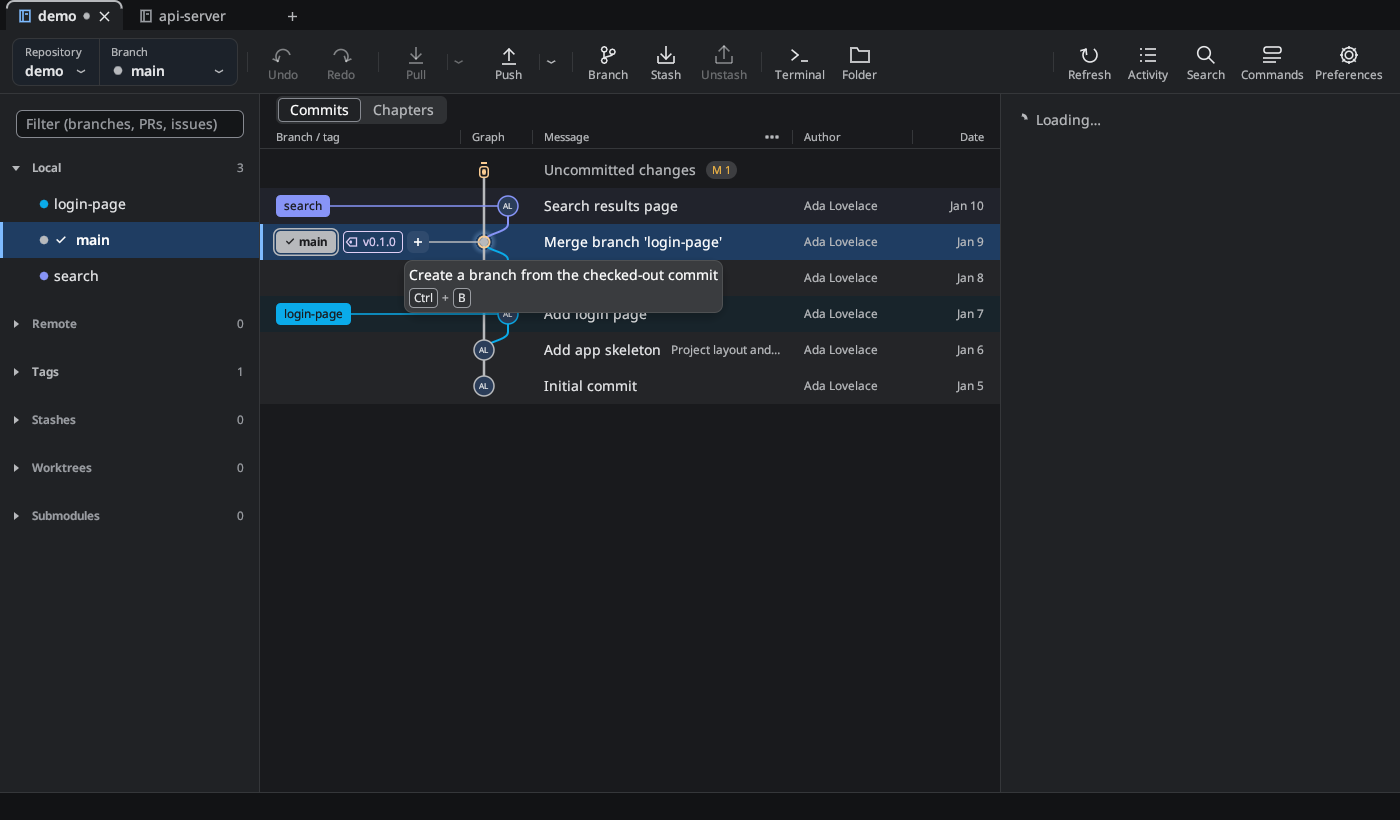 demo
api-server
Repository
demo
Branch
main
Undo
Redo
Pull
Push
Branch
Stash
Unstash
Terminal
Folder
Refresh
Activity
Search
Commands
Preferences
Filter (branches, PRs, issues)
Local 3
login-page
main
search
Remote 0
Tags 1
Stashes 0
Worktrees 0
Submodules 0
Commits Chapters
Branch / tag Graph Message Author Date
Uncommitted changes M 1
search AL Search results page Ada Lovelace Jan 10
main v0.1.0 + Merge branch 'login-page' Ada Lovelace Jan 9
Create a branch from the checked-out commit
Ctrl + B
Ada Lovelace Jan 8
login-page AL Add login page Ada Lovelace Jan 7
AL Add app skeleton Project layout and... Ada Lovelace Jan 6
AL Initial commit Ada Lovelace Jan 5
Loading...